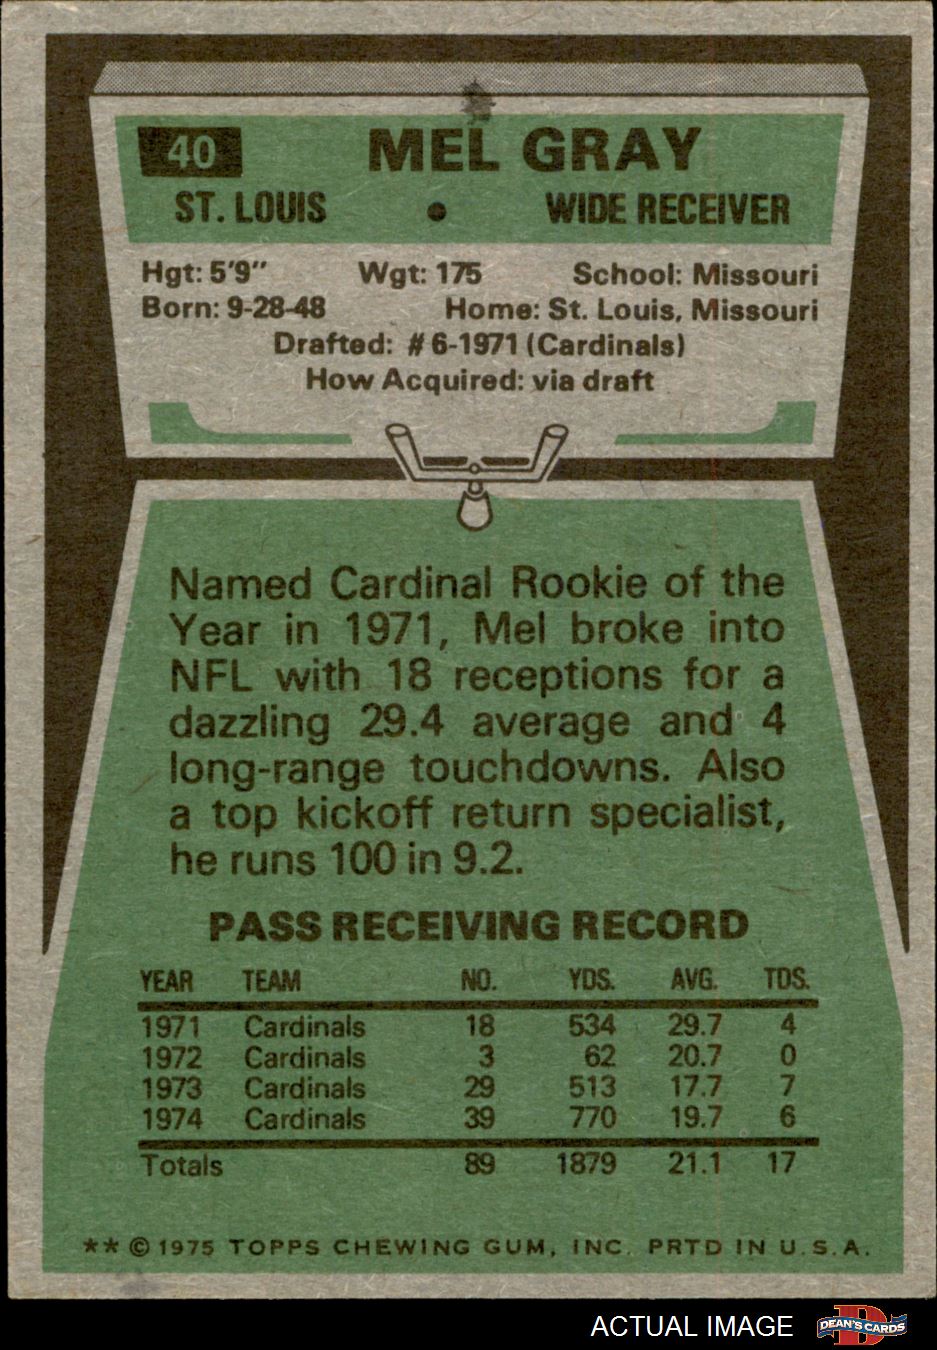 40 MEL GRAY
ST. LOUIS • WIDE RECEIVER
Hgt: 5'9" Wgt: 175 School: Missouri
Born: 9-28-48 Home: St. Louis, Missouri
Drafted: #6-1971 (Cardinals)
How Acquired: via draft
Named Cardinal Rookie of the
Year in 1971, Mel broke into
NFL with 18 receptions for a
dazzling 29.4 average and 4
long-range touchdowns. Also
a top kickoff return specialist,
he runs 100 in 9.2.
PASS RECEIVING RECORD
YEAR TEAM NO. YDS. AVG. TDS.
1971 Cardinals 18 534 29.7 4
1972 Cardinals 3 62 20.7 0
1973 Cardinals 29 513 17.7 7
1974 Cardinals 39 770 19.7 6
Totals 89 1879 21.1 17
** © 1975 TOPPS CHEWING GUM, INC. PRTD IN U.S.A.
ACTUAL IMAGE
D
DEAN'S CARDS